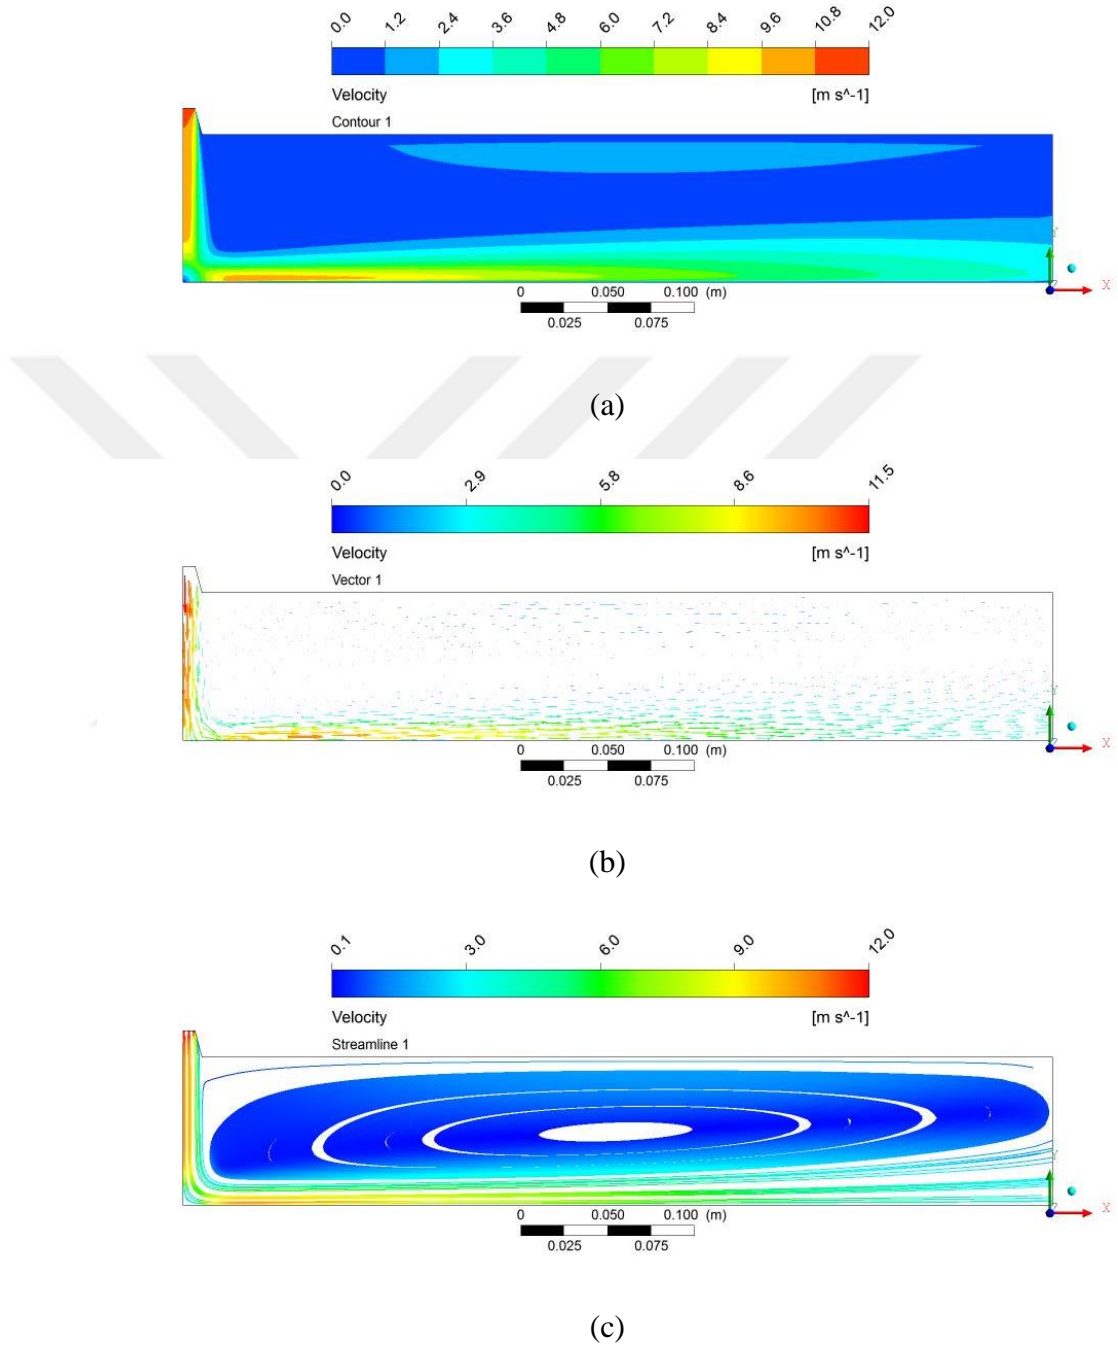 0.0 1.2 2.4 3.6 4.8 6.0 7.2 8.4 9.6 10.8 12.0
Velocity [m s^-1]
Contour 1
Y
X
0 0.050 0.100 (m)
0.025 0.075
(a)
0.0 2.9 5.8 8.6 11.5
Velocity [m s^-1]
Vector 1
Y
X
0 0.050 0.100 (m)
0.025 0.075
(b)
0.1 3.0 6.0 9.0 12.0
Velocity [m s^-1]
Streamline 1
Y
X
0 0.050 0.100 (m)
0.025 0.075
(c)